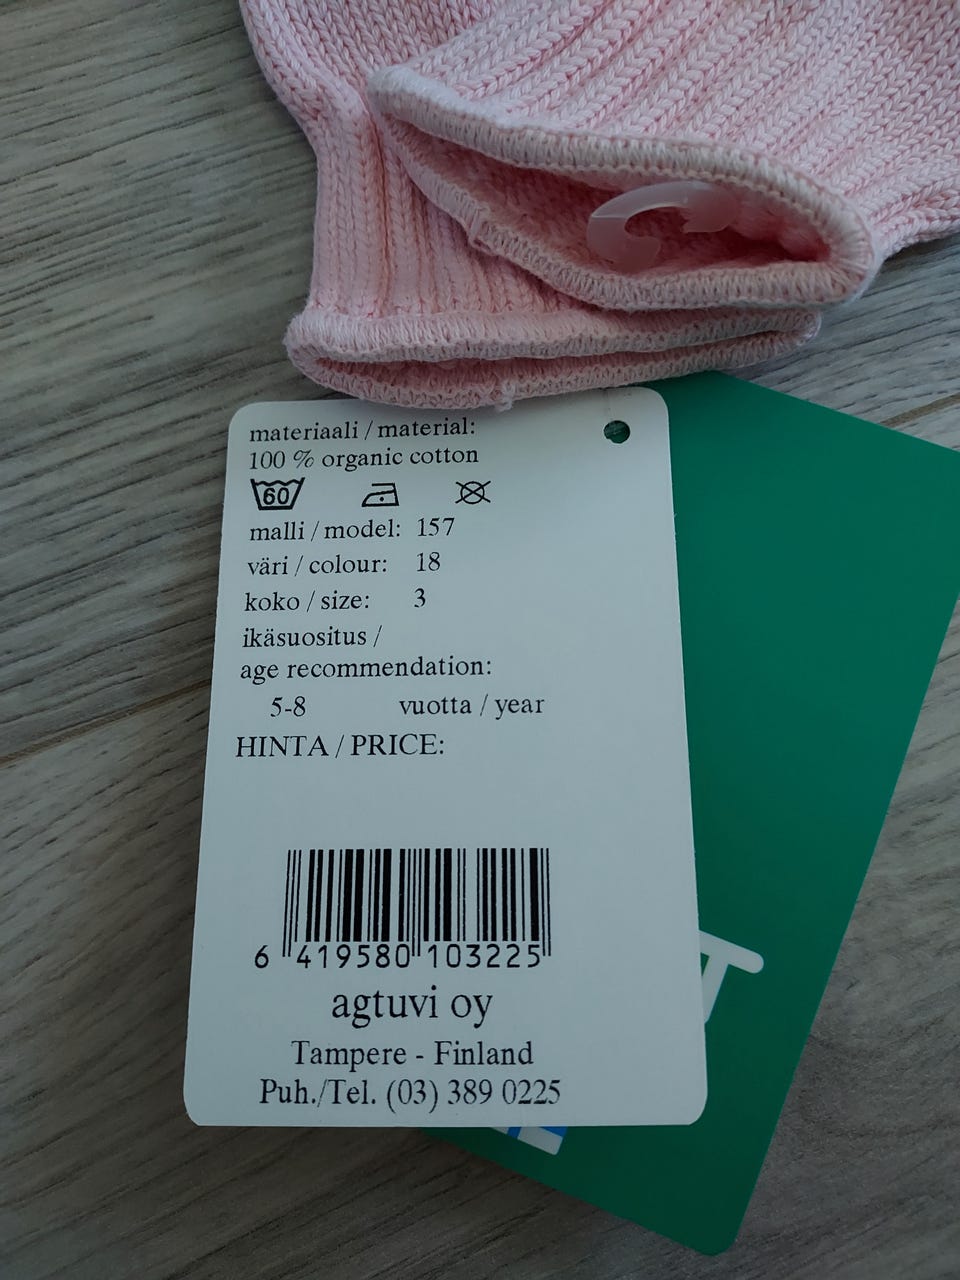 materiaali / material:
100 % organic cotton
60
malli / model: 157
väri / colour: 18
koko / size: 3
ikäsuositus /
age recommendation:
5-8 vuotta / year
HINTA / PRICE:
6 419580 103225
agtuvi oy
Tampere - Finland
Puh./Tel. (03) 389 0225